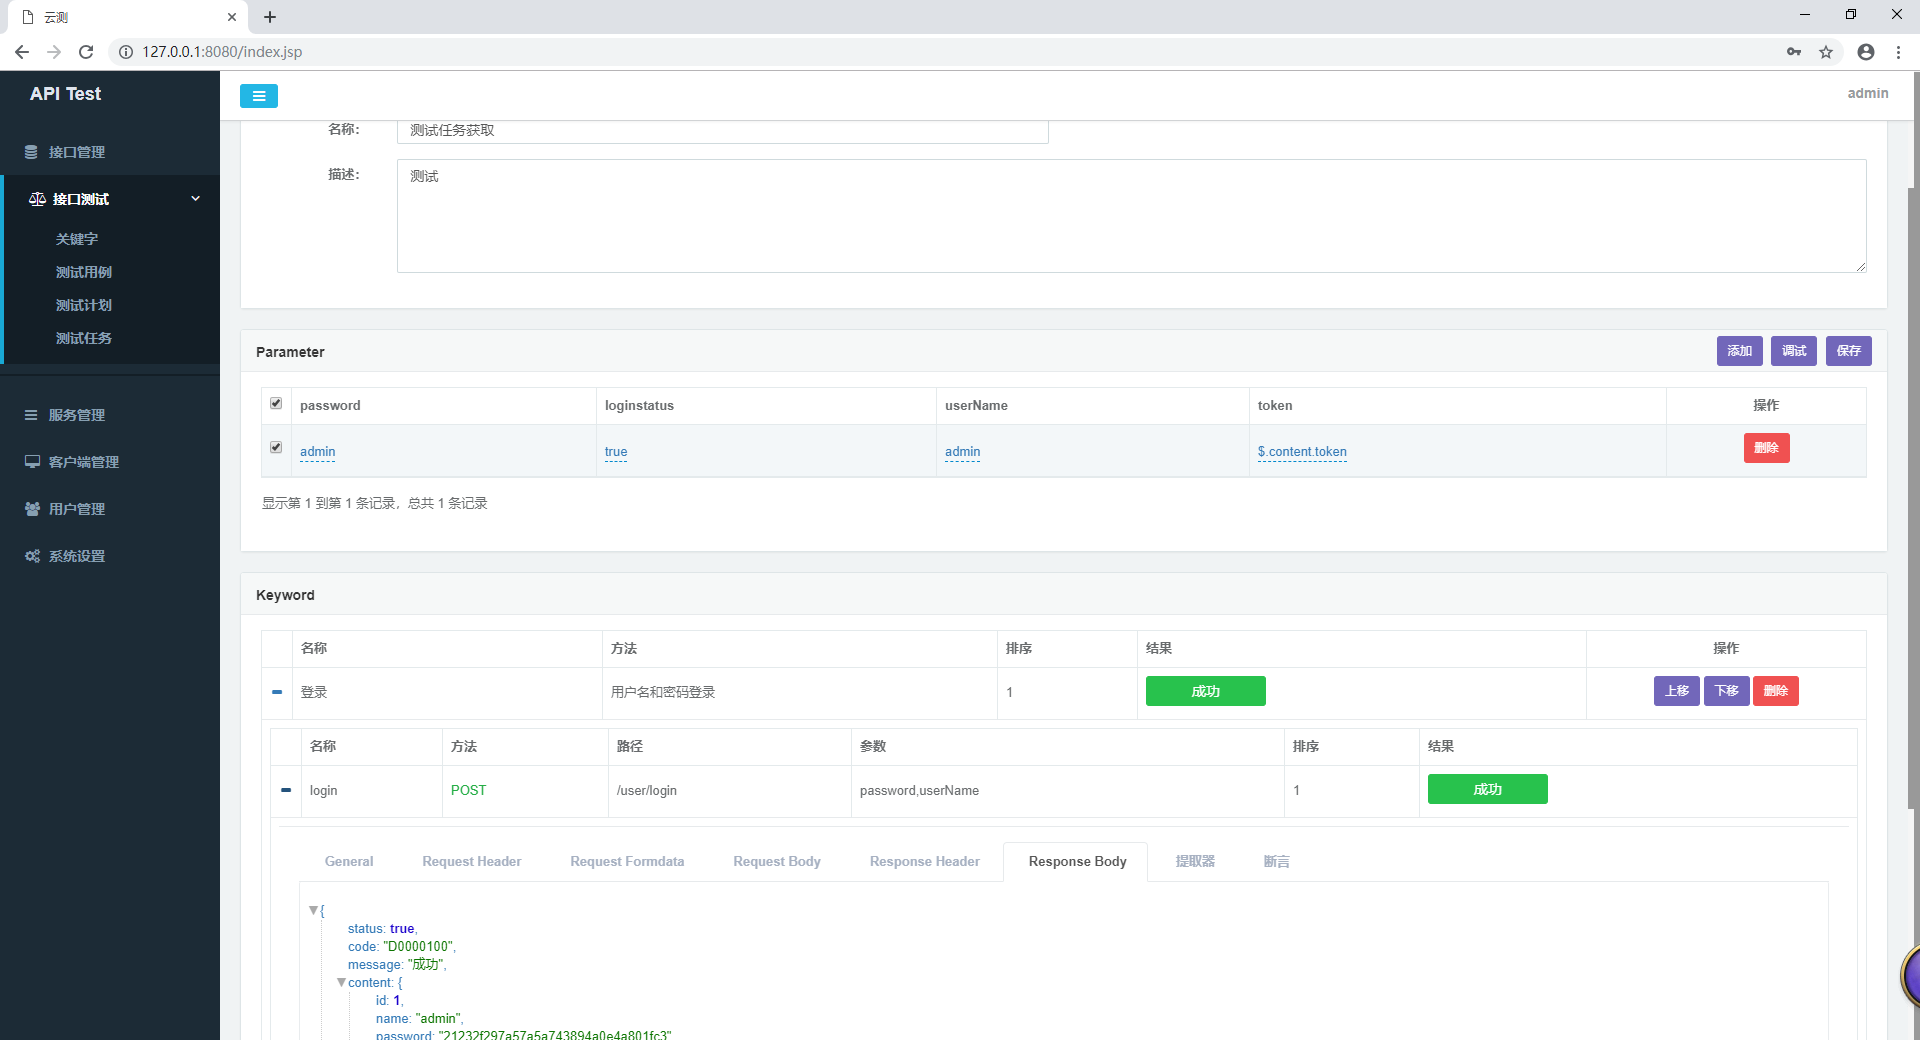 云测
127.0.0.1:8080/index.jsp
API Test
admin
接口管理
接口测试
关键字
测试用例
测试计划
测试任务
服务管理
客户端管理
用户管理
系统设置
名称: 测试任务获取
描述: 测试
Parameter 添加 调试 保存
password loginstatus userName token 操作
admin true admin $.content.token 删除
显示第 1 到第 1 条记录，总共 1 条记录
Keyword
名称 方法 排序 结果 操作
登录 用户名和密码登录 1 成功 上移 下移 删除
名称 方法 路径 参数 排序 结果
login POST /user/login password,userName 1 成功
General Request Header Request Formdata Request Body Response Header Response Body 提取器 断言
{
status: true,
code: "D0000100",
message: "成功",
content: {
id: 1,
name: "admin",
password: "21232f297a57a5a743894a0e4a801fc3"